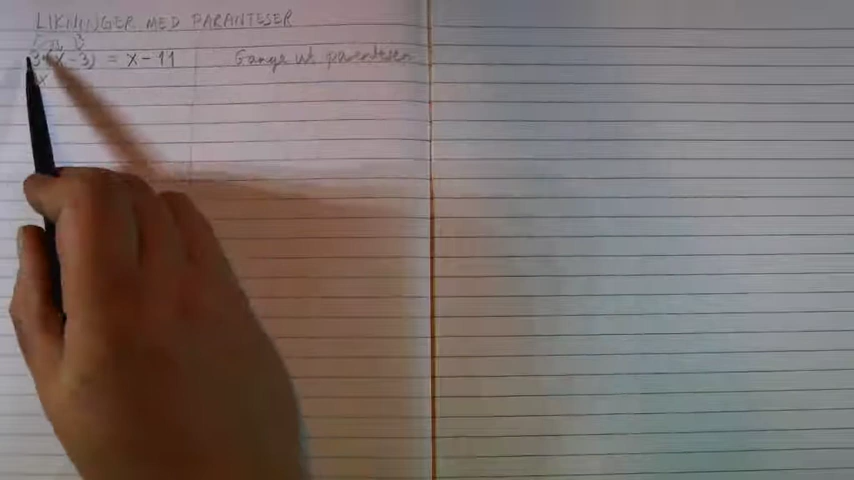 LIKNINGER MED PARANTESER
3·(x-3) = x-11 Gange ut parentesen